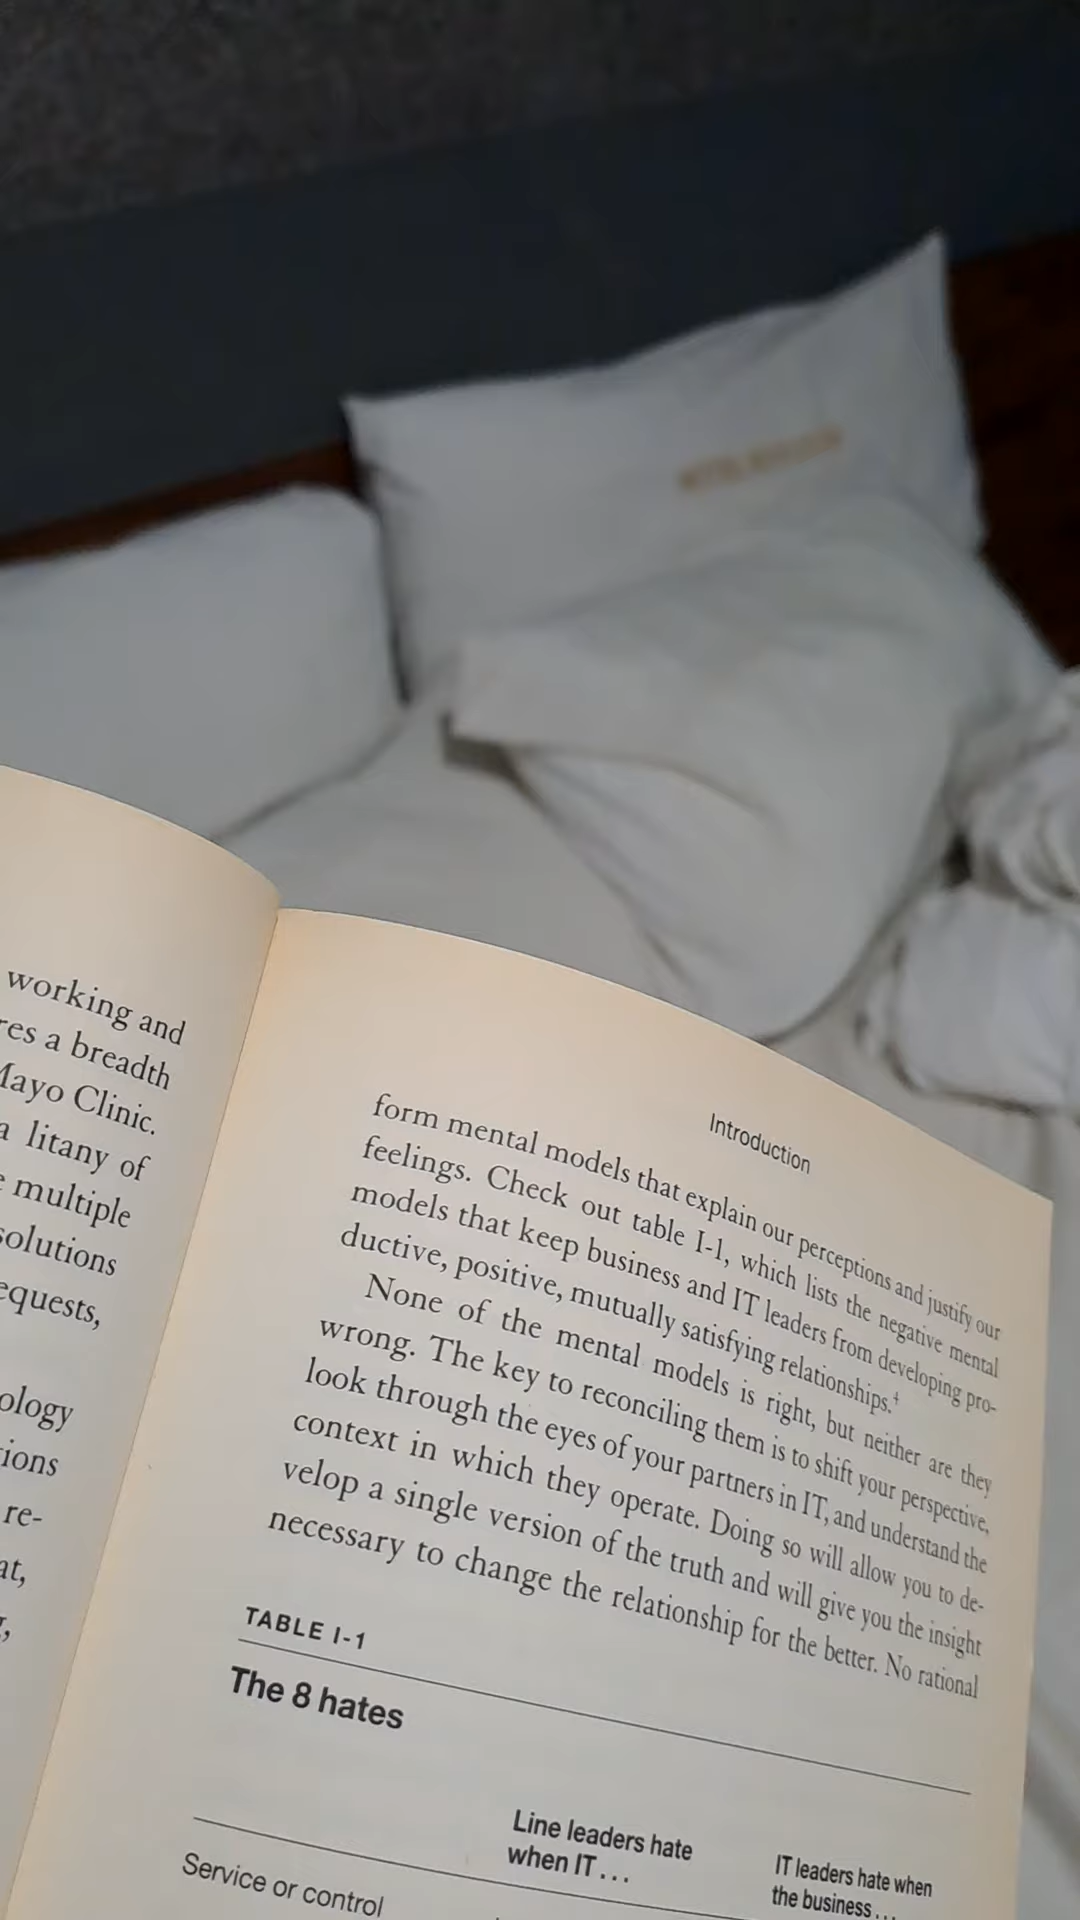 working and
res a breadth
Mayo Clinic.
a litany of
multiple
solutions
equests,
ology
ions
re-
at,
Introduction
form mental models that explain our perceptions and justify our
feelings. Check out table I-1, which lists the negative mental
models that keep business and IT leaders from developing pro-
ductive, positive, mutually satisfying relationships.4
None of the mental models is right, but neither are they
wrong. The key to reconciling them is to shift your perspective,
look through the eyes of your partners in IT, and understand the
context in which they operate. Doing so will allow you to de-
velop a single version of the truth and will give you the insight
necessary to change the relationship for the better. No rational
TABLE I-1
The 8 hates
Line leaders hate
when IT . . .
IT leaders hate when
the business . . .
Service or control